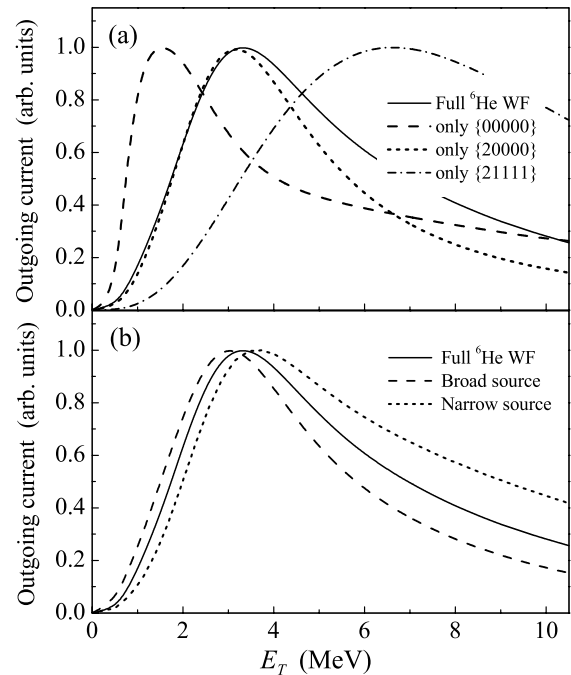 (a)
Outgoing current (arb. units)
1.0
0.8
0.6
0.4
0.2
0.0
Full ⁶He WF
only {00000}
only {20000}
only {21111}
(b)
Outgoing current (arb. units)
1.0
0.8
0.6
0.4
0.2
0.0
Full ⁶He WF
Broad source
Narrow source
0 2 4 6 8 10
E_T (MeV)